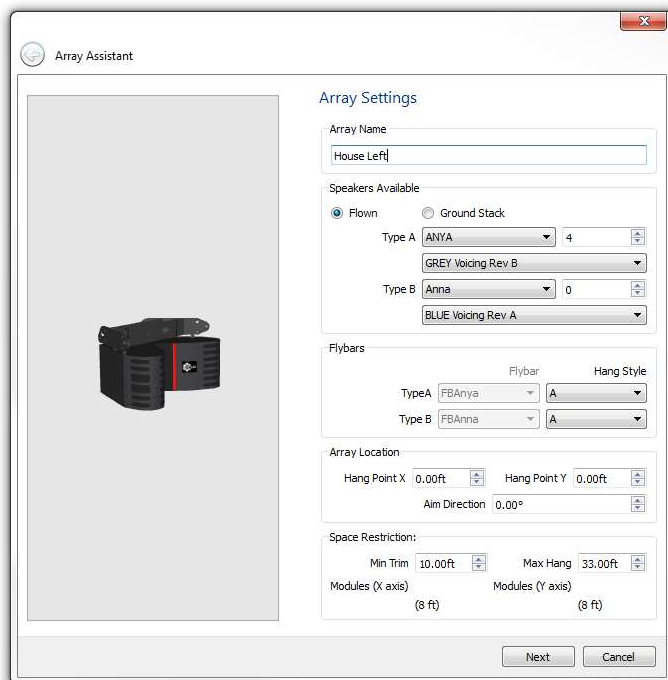 Array Assistant
Array Settings
Array Name
House Left
Speakers Available
Flown Ground Stack
Type A ANYA 4
GREY Voicing Rev B
Type B Anna 0
BLUE Voicing Rev A
Flybars
Flybar Hang Style
TypeA FBAnya A
Type B FBAnna A
Array Location
Hang Point X 0.00ft Hang Point Y 0.00ft
Aim Direction 0.00°
Space Restriction:
Min Trim 10.00ft Max Hang 33.00ft
Modules (X axis) Modules (Y axis)
(8 ft) (8 ft)
Next Cancel